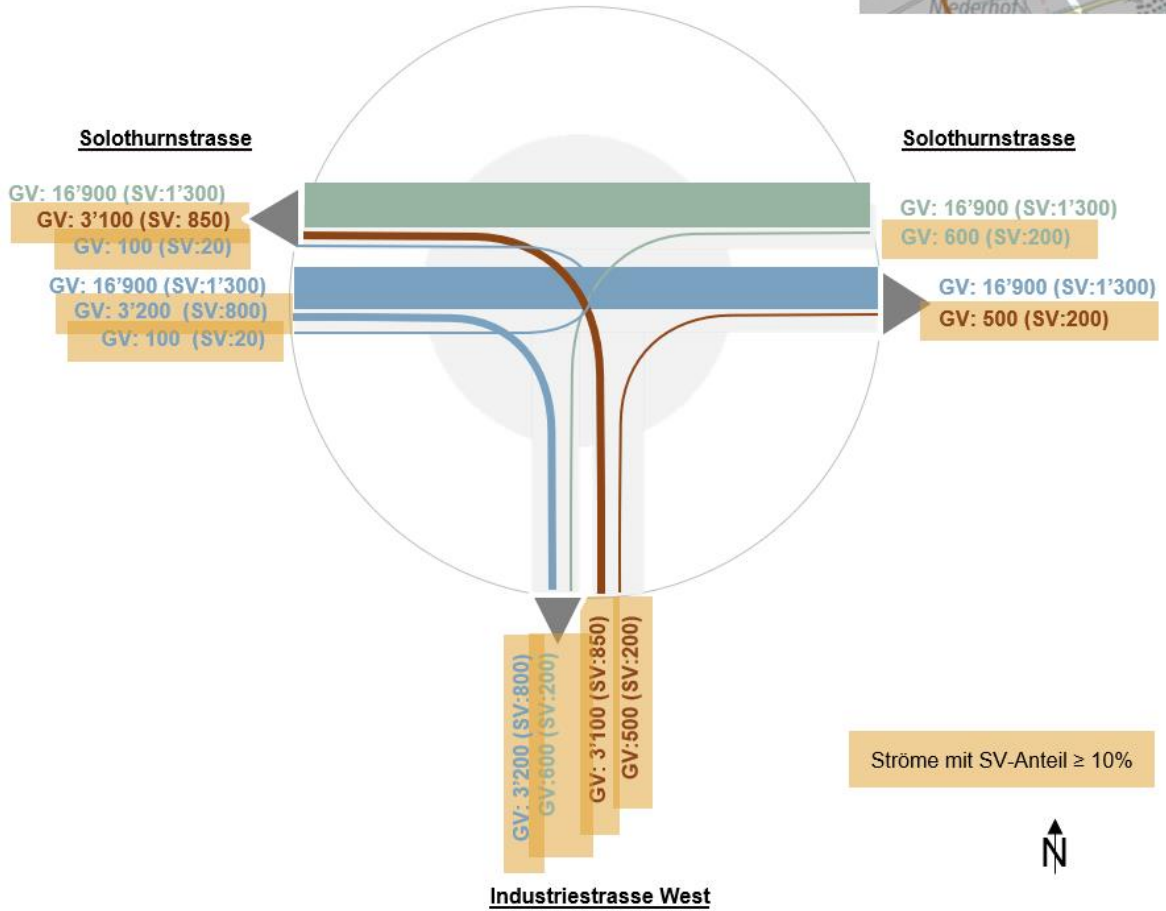 Niederhof
Solothurnstrasse
GV: 16'900 (SV:1'300)
GV: 3'100 (SV: 850)
GV: 100 (SV:20)
GV: 16'900 (SV:1'300)
GV: 3'200 (SV:800)
GV: 100 (SV:20)
Solothurnstrasse
GV: 16'900 (SV:1'300)
GV: 600 (SV:200)
GV: 16'900 (SV:1'300)
GV: 500 (SV:200)
GV: 3'200 (SV:800)
GV:600 (SV:200)
GV: 3'100 (SV:850)
GV:500 (SV:200)
Ströme mit SV-Anteil ≥ 10%
N
Industriestrasse West